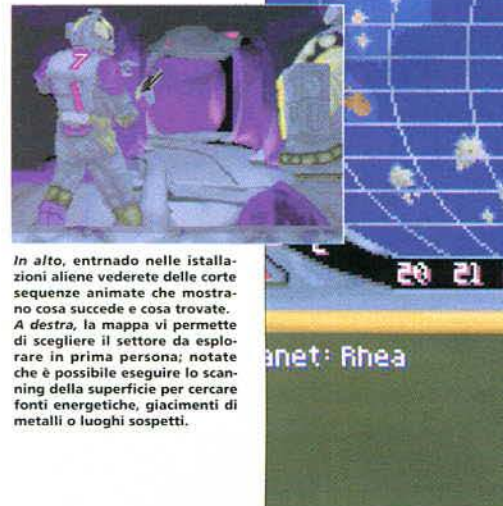 7
1
In alto, entrnado nelle istalla-
zioni aliene vederete delle corte
sequenze animate che mostra-
no cosa succede e cosa trovate.
A destra, la mappa vi permette
di scegliere il settore da esplo-
rare in prima persona; notate
che è possibile eseguire lo scan-
ning della superficie per cercare
fonti energetiche, giacimenti di
metalli o luoghi sospetti.
20 21
anet: Rhea